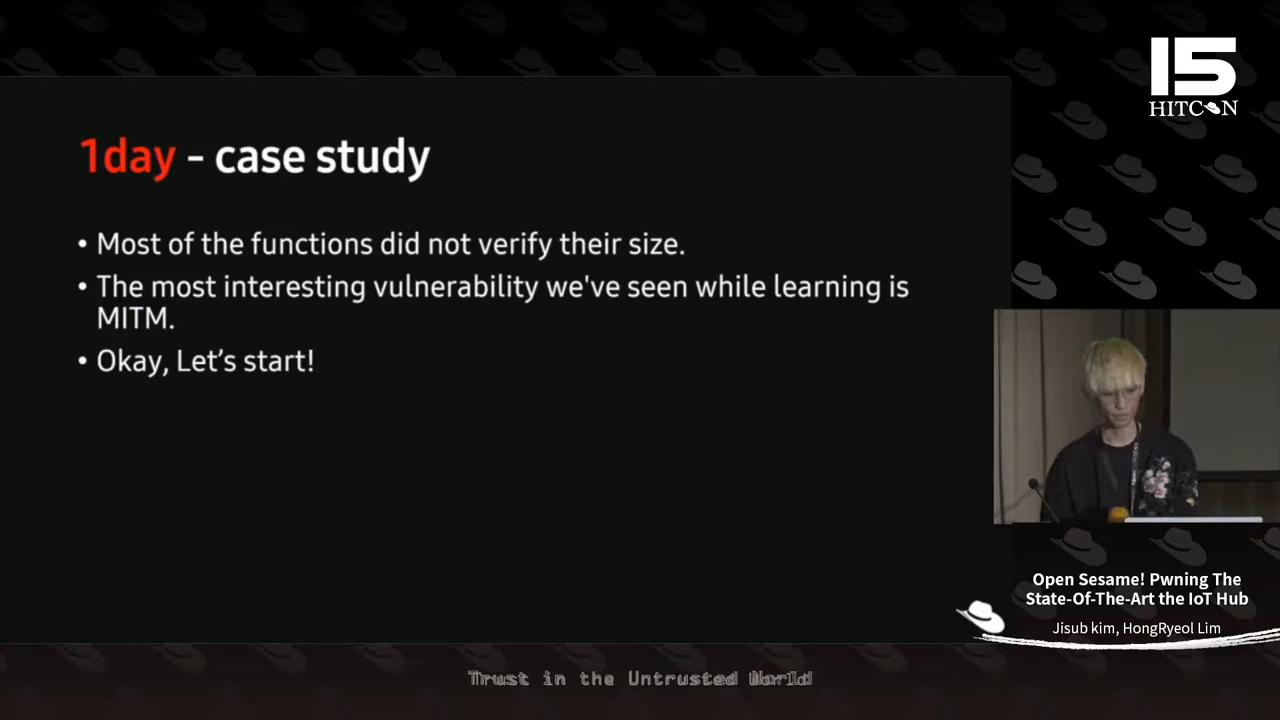 15
HITCON
1day - case study
• Most of the functions did not verify their size.
• The most interesting vulnerability we've seen while learning is
MITM.
• Okay, Let’s start!
Open Sesame! Pwning The
State-Of-The-Art the IoT Hub
Jisub kim, HongRyeol Lim
Trust in the Untrusted World